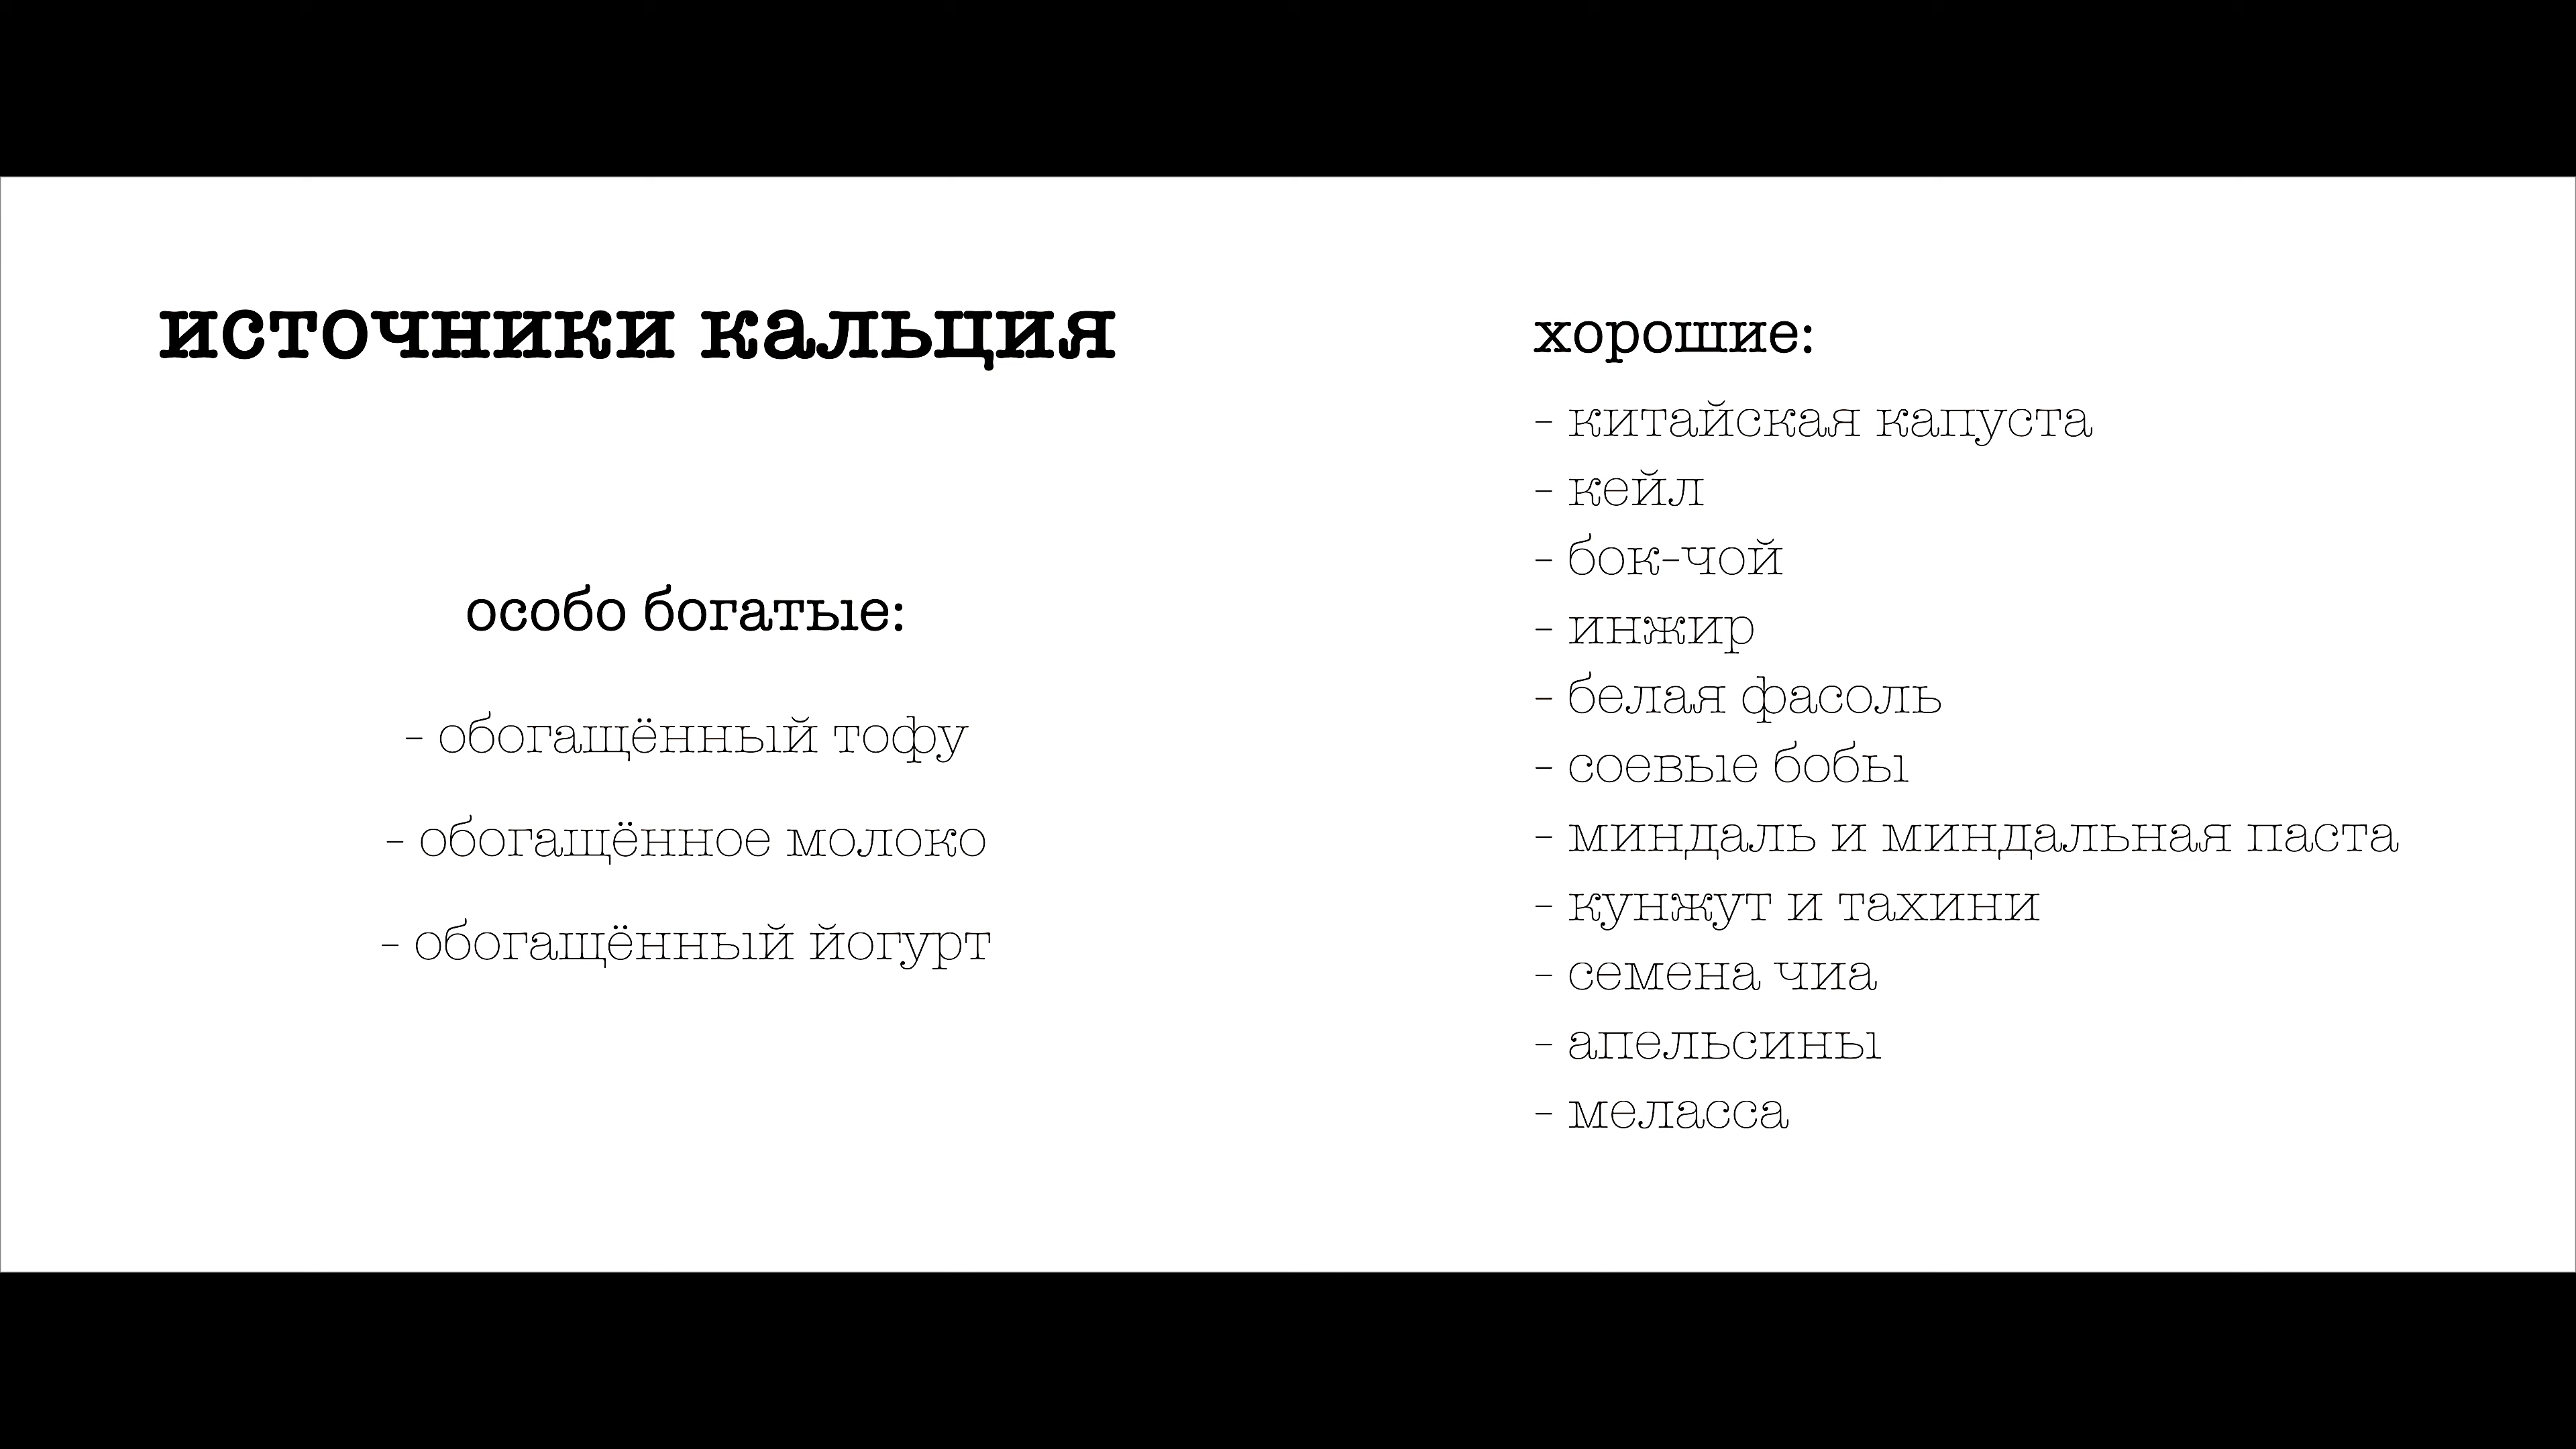 источники кальция
особо богатые:
- обогащённый тофу
- обогащённое молоко
- обогащённый йогурт
хорошие:
- китайская капуста
- кейл
- бок-чой
- инжир
- белая фасоль
- соевые бобы
- миндаль и миндальная паста
- кунжут и тахини
- семена чиа
- апельсины
- меласса